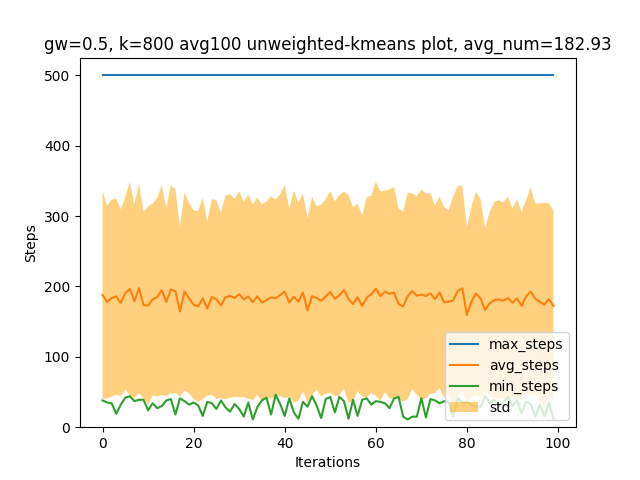 gw=0.5, k=800 avg100 unweighted-kmeans plot, avg_num=182.93
500
400
300
200
100
0
Steps
0
20
40
60
80
100
Iterations
max_steps
avg_steps
min_steps
std